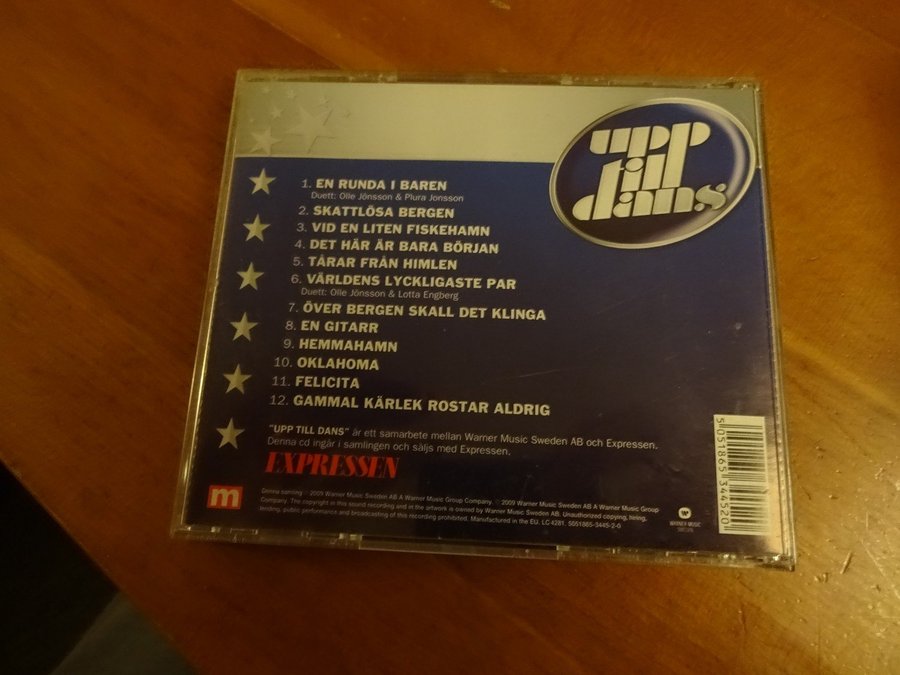 upp
till
dans
1. EN RUNDA I BAREN
Duett: Olle Jönsson & Plura Jonsson
2. SKATTLÖSA BERGEN
3. VID EN LITEN FISKEHAMN
4. DET HÄR ÄR BARA BÖRJAN
5. TÅRAR FRÅN HIMLEN
6. VÄRLDENS LYCKLIGASTE PAR
Duett: Olle Jönsson & Lotta Engberg
7. ÖVER BERGEN SKALL DET KLINGA
8. EN GITARR
9. HEMMAHAMN
10. OKLAHOMA
11. FELICITA
12. GAMMAL KÄRLEK ROSTAR ALDRIG
"UPP TILL DANS" är ett samarbete mellan Warner Music Sweden AB och Expressen.
Denna cd ingår i samlingen och säljs med Expressen.
EXPRESSEN
m
Denna samling ℗ 2009 Warner Music Sweden AB A Warner Music Group Company. © 2009 Warner Music Sweden AB A Warner Music Group
Company. The copyright in this sound recording and in the artwork is owned by Warner Music Sweden AB. Unauthorized copying, hiring,
lending, public performance and broadcasting of this recording prohibited. Manufactured in the EU. LC 4281. 5051865-3445-2-0
WARNER MUSIC
5 051865 344520